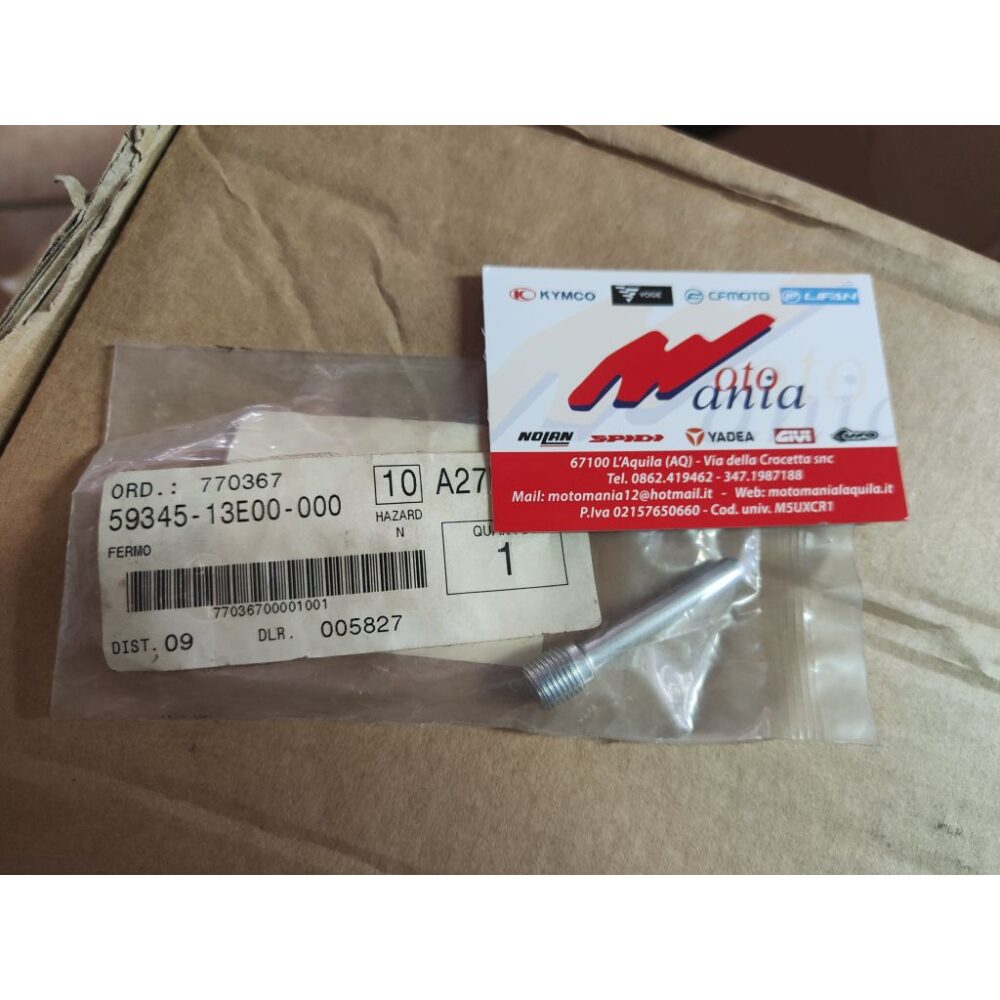 KYMCO VOGE CFMOTO LIFAN
Moto
Mania
NOLAN SPIDI YADEA GIVI UFO
67100 L'Aquila (AQ) - Via della Crocetta snc
Tel. 0862.419462 - 347.1987188
Mail: motomania12@hotmail.it - Web: motomanialaquila.it
P.Iva 02157650660 - Cod. univ. M5UXCR1
ORD.: 770367 10 A27
59345-13E00-000 HAZARD
N
FERMO
1
77036700001001
DIST. 09 DLR. 005827